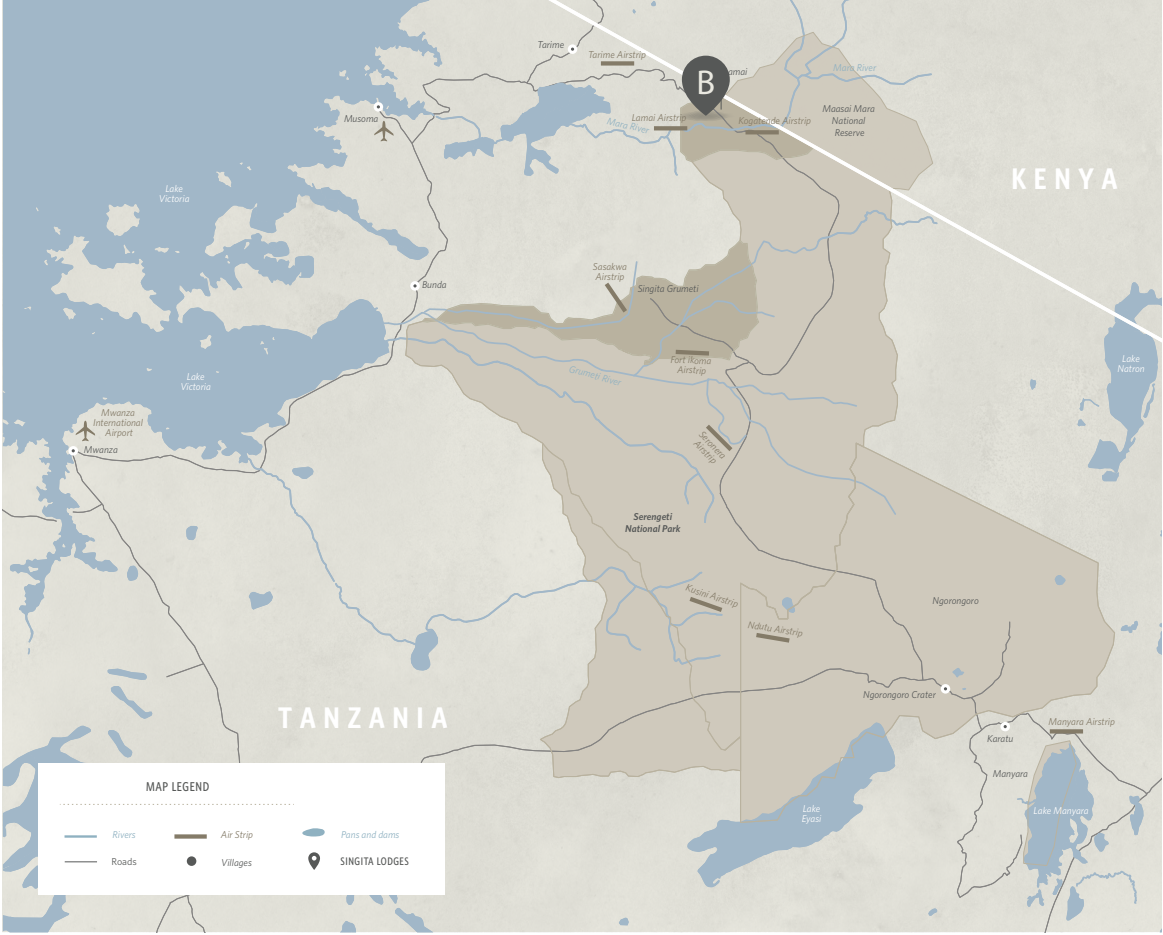 Tarime
Tarime Airstrip
B
amai
Mara River
Musoma
Lamai Airstrip
Mara River
Kogatende Airstrip
Maasai Mara
National
Reserve
KENYA
Lake
Victoria
Sasakwa
Airstrip
Bunda
Singita Grumeti
Fort Ikoma
Airstrip
Grumeti River
Lake
Victoria
Lake
Natron
Mwanza
International
Airport
Mwanza
Seronera
Airstrip
Serengeti
National Park
Kusini Airstrip
Ngorongoro
Ndutu Airstrip
Ngorongoro Crater
TANZANIA
Manyara Airstrip
Karatu
Manyara
Lake
Eyasi
Lake Manyara
MAP LEGEND
Rivers
Air Strip
Pans and dams
Roads
Villages
SINGITA LODGES